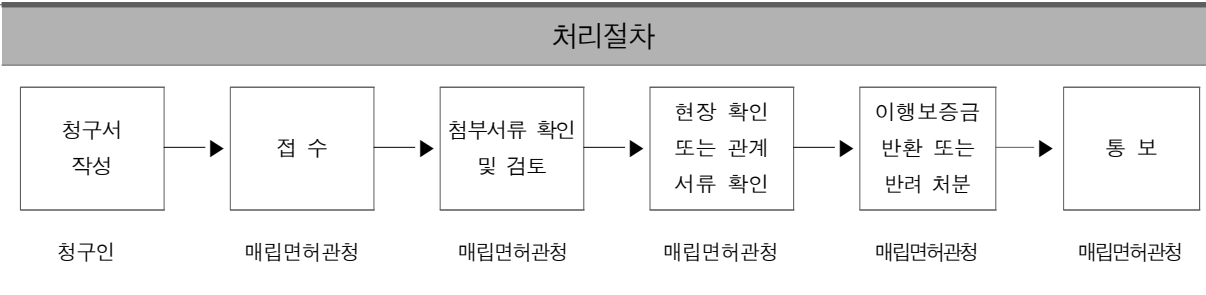 처리절차
청구서
작성
접 수
첨부서류 확인
및 검토
현장 확인
또는 관계
서류 확인
이행보증금
반환 또는
반려 처분
통 보
청구인
매립면허관청
매립면허관청
매립면허관청
매립면허관청
매립면허관청